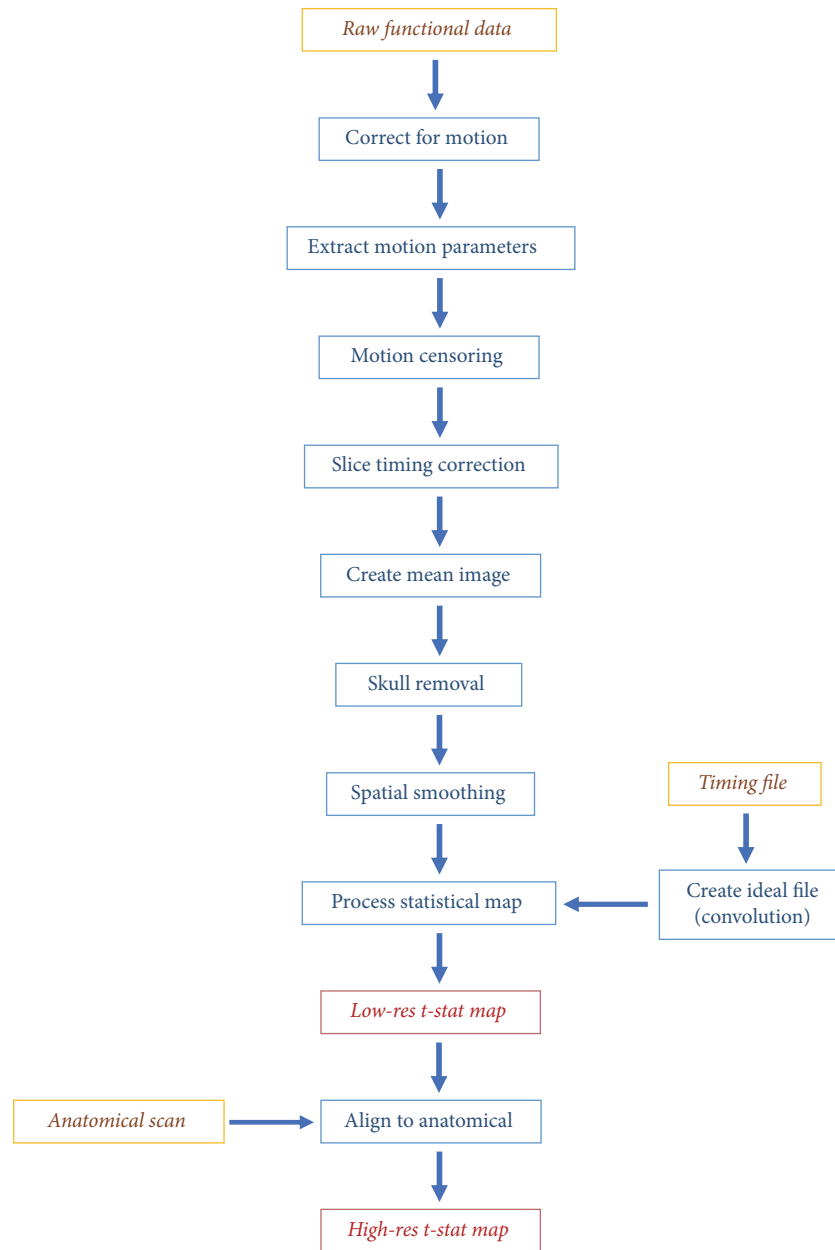 Raw functional data
Correct for motion
Extract motion parameters
Motion censoring
Slice timing correction
Create mean image
Skull removal
Spatial smoothing
Timing file
Process statistical map
Create ideal file
(convolution)
Low-res t-stat map
Anatomical scan
Align to anatomical
High-res t-stat map